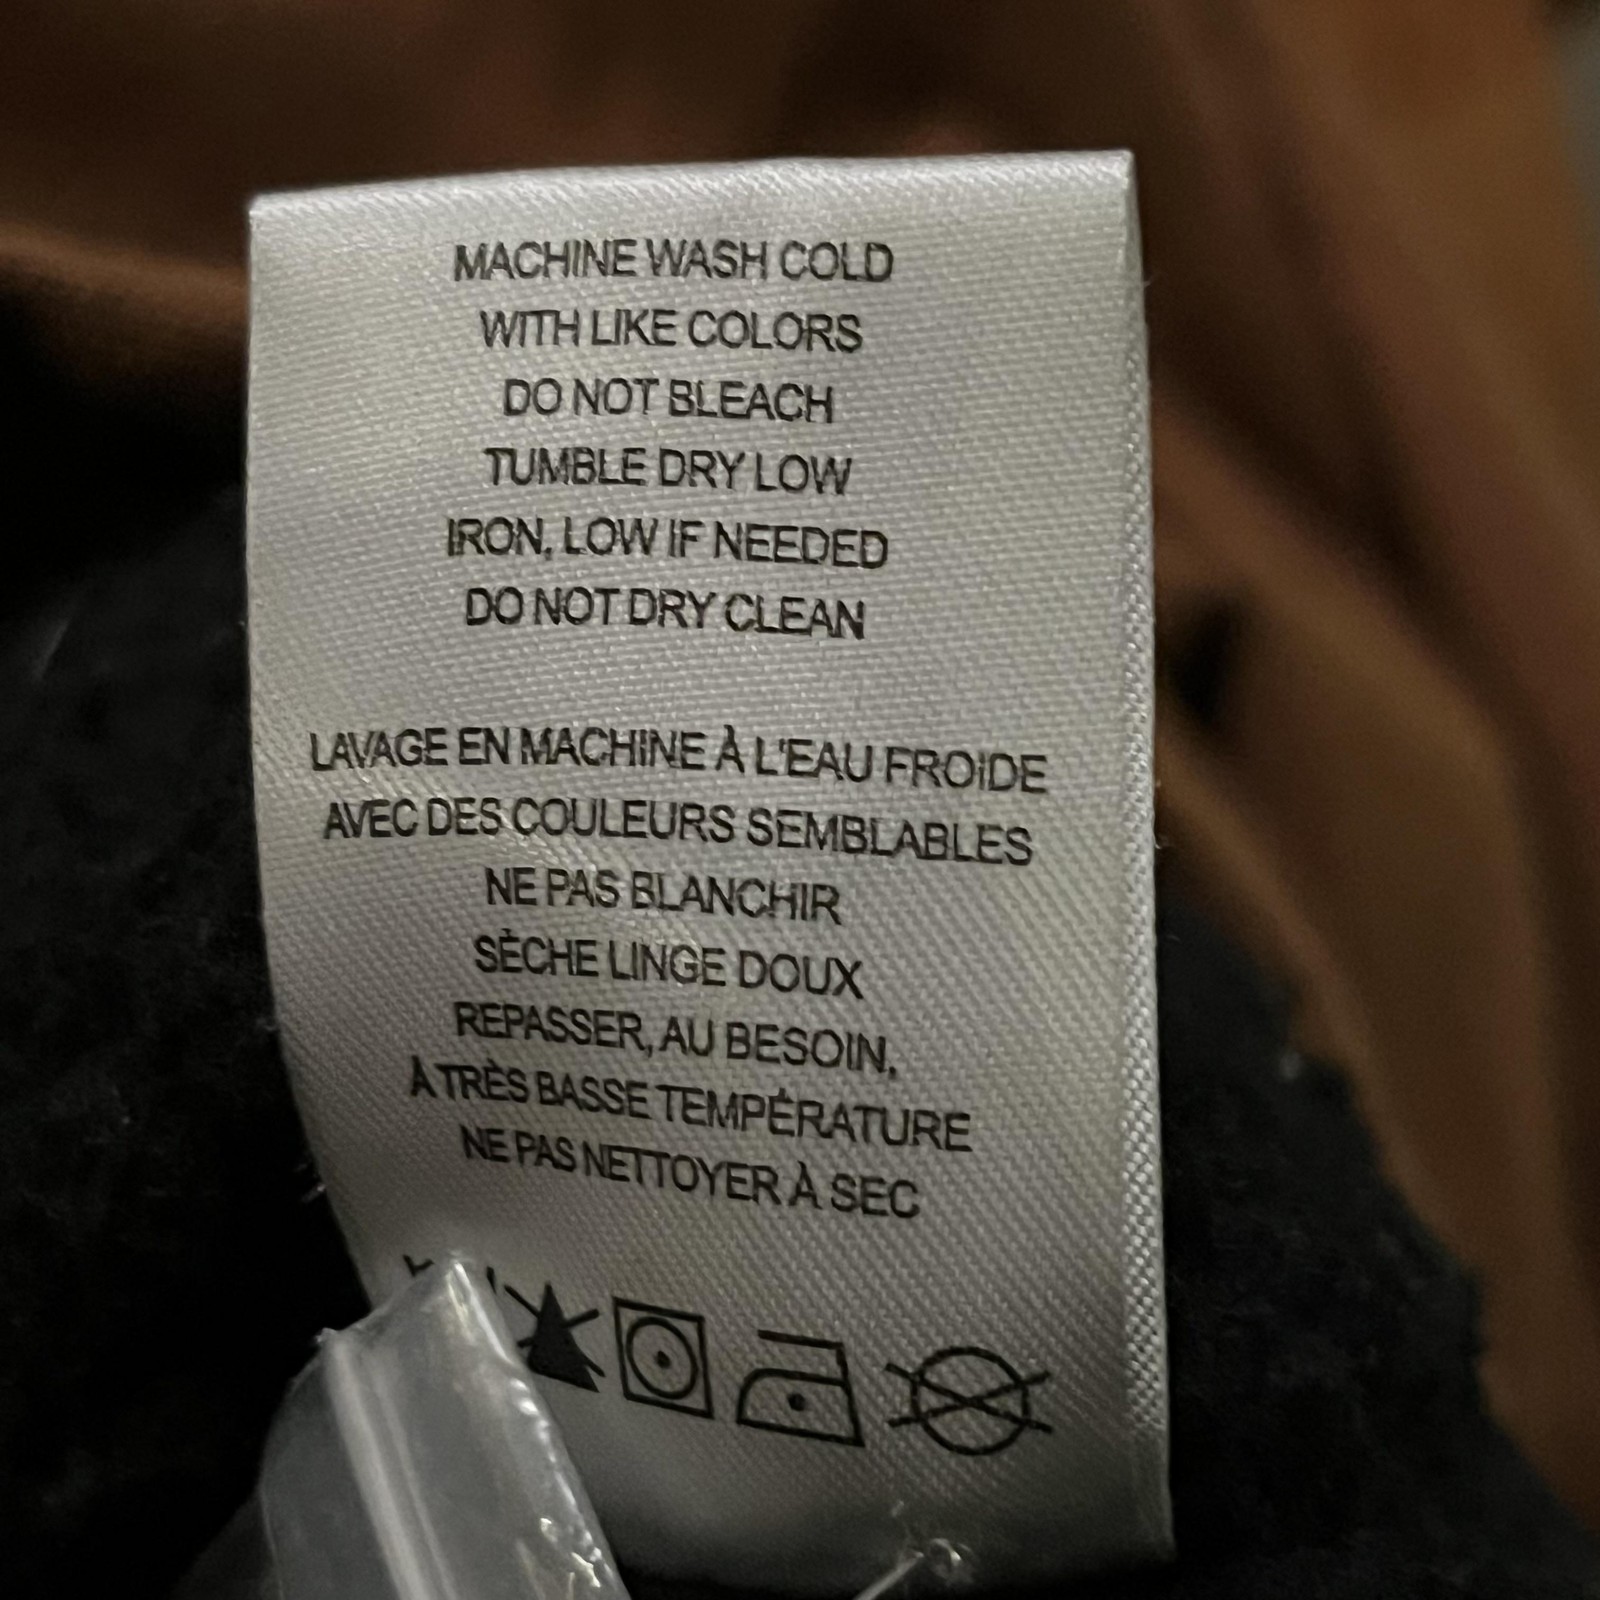 MACHINE WASH COLD
WITH LIKE COLORS
DO NOT BLEACH
TUMBLE DRY LOW
IRON, LOW IF NEEDED
DO NOT DRY CLEAN
LAVAGE EN MACHINE À L'EAU FROIDE
AVEC DES COULEURS SEMBLABLES
NE PAS BLANCHIR
SÈCHE LINGE DOUX
REPASSER, AU BESOIN,
À TRÈS BASSE TEMPÉRATURE
NE PAS NETTOYER À SEC